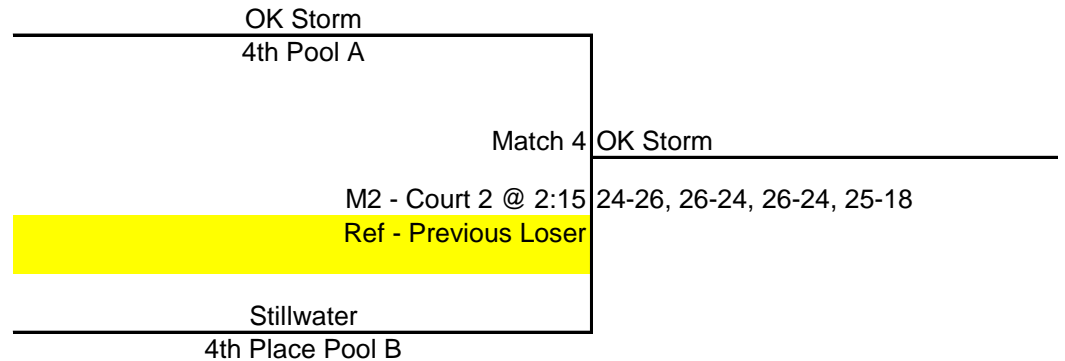 OK Storm
4th Pool A
Match 4 OK Storm
M2 - Court 2 @ 2:15 24-26, 26-24, 26-24, 25-18
Ref - Previous Loser
Stillwater
4th Place Pool B